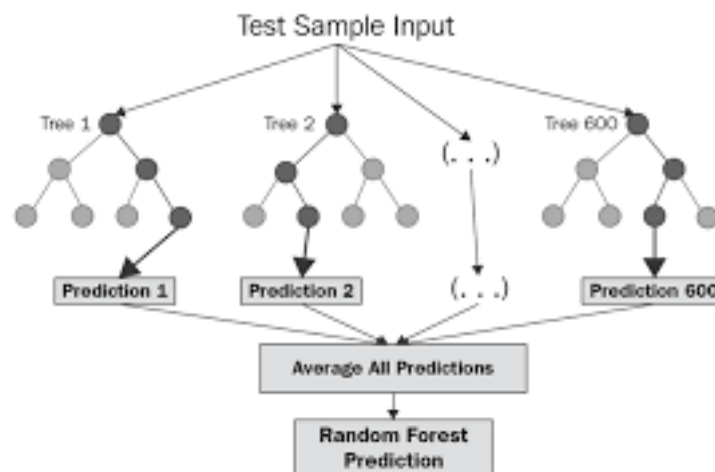 Test Sample Input
Tree 1
Tree 2
Tree 600
(. . .)
Prediction 1
Prediction 2
(. . .)
Prediction 600
Average All Predictions
Random Forest
Prediction